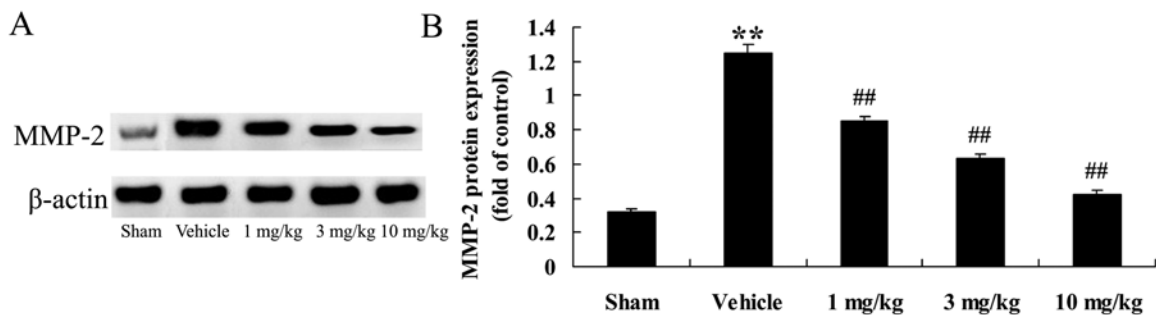 A
MMP-2
β-actin
Sham Vehicle 1 mg/kg 3 mg/kg 10 mg/kg
B
MMP-2 protein expression
(fold of control)
1.4
1.2
1
0.8
0.6
0.4
0.2
0
**
##
##
##
Sham Vehicle 1 mg/kg 3 mg/kg 10 mg/kg